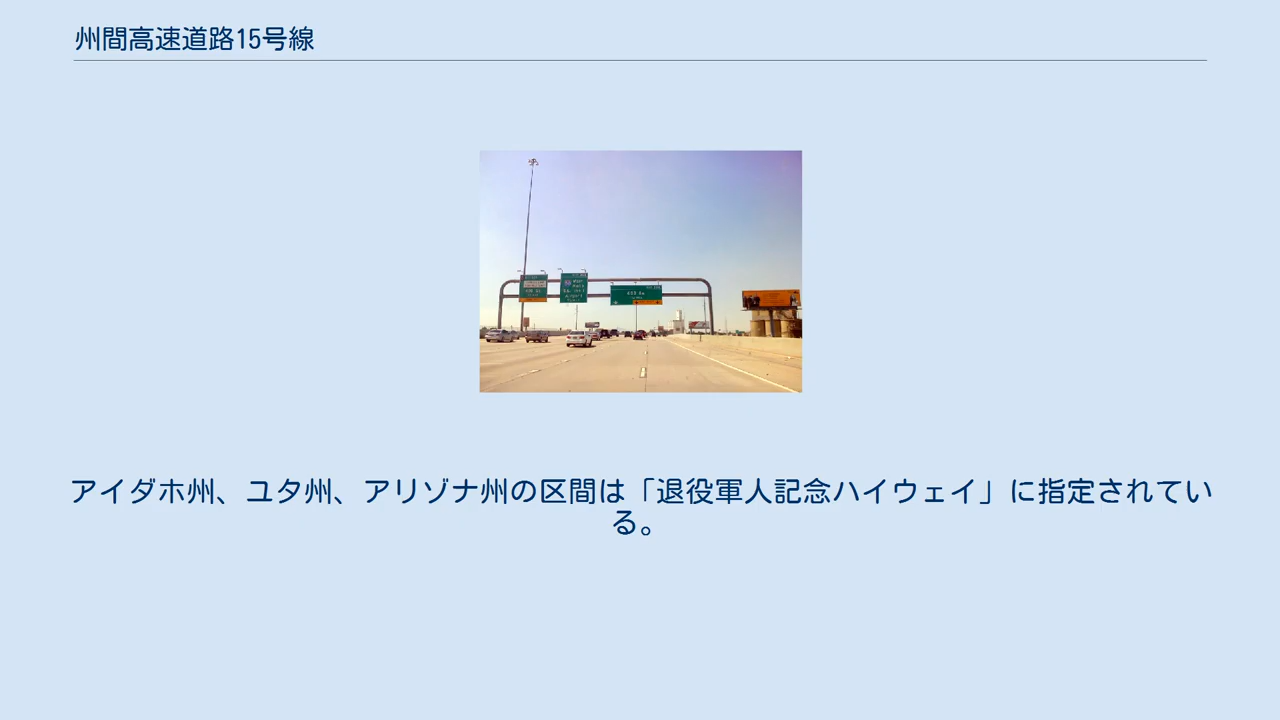 州間高速道路15号線
アイダホ州、ユタ州、アリゾナ州の区間は「退役軍人記念ハイウェイ」に指定されてい
る。